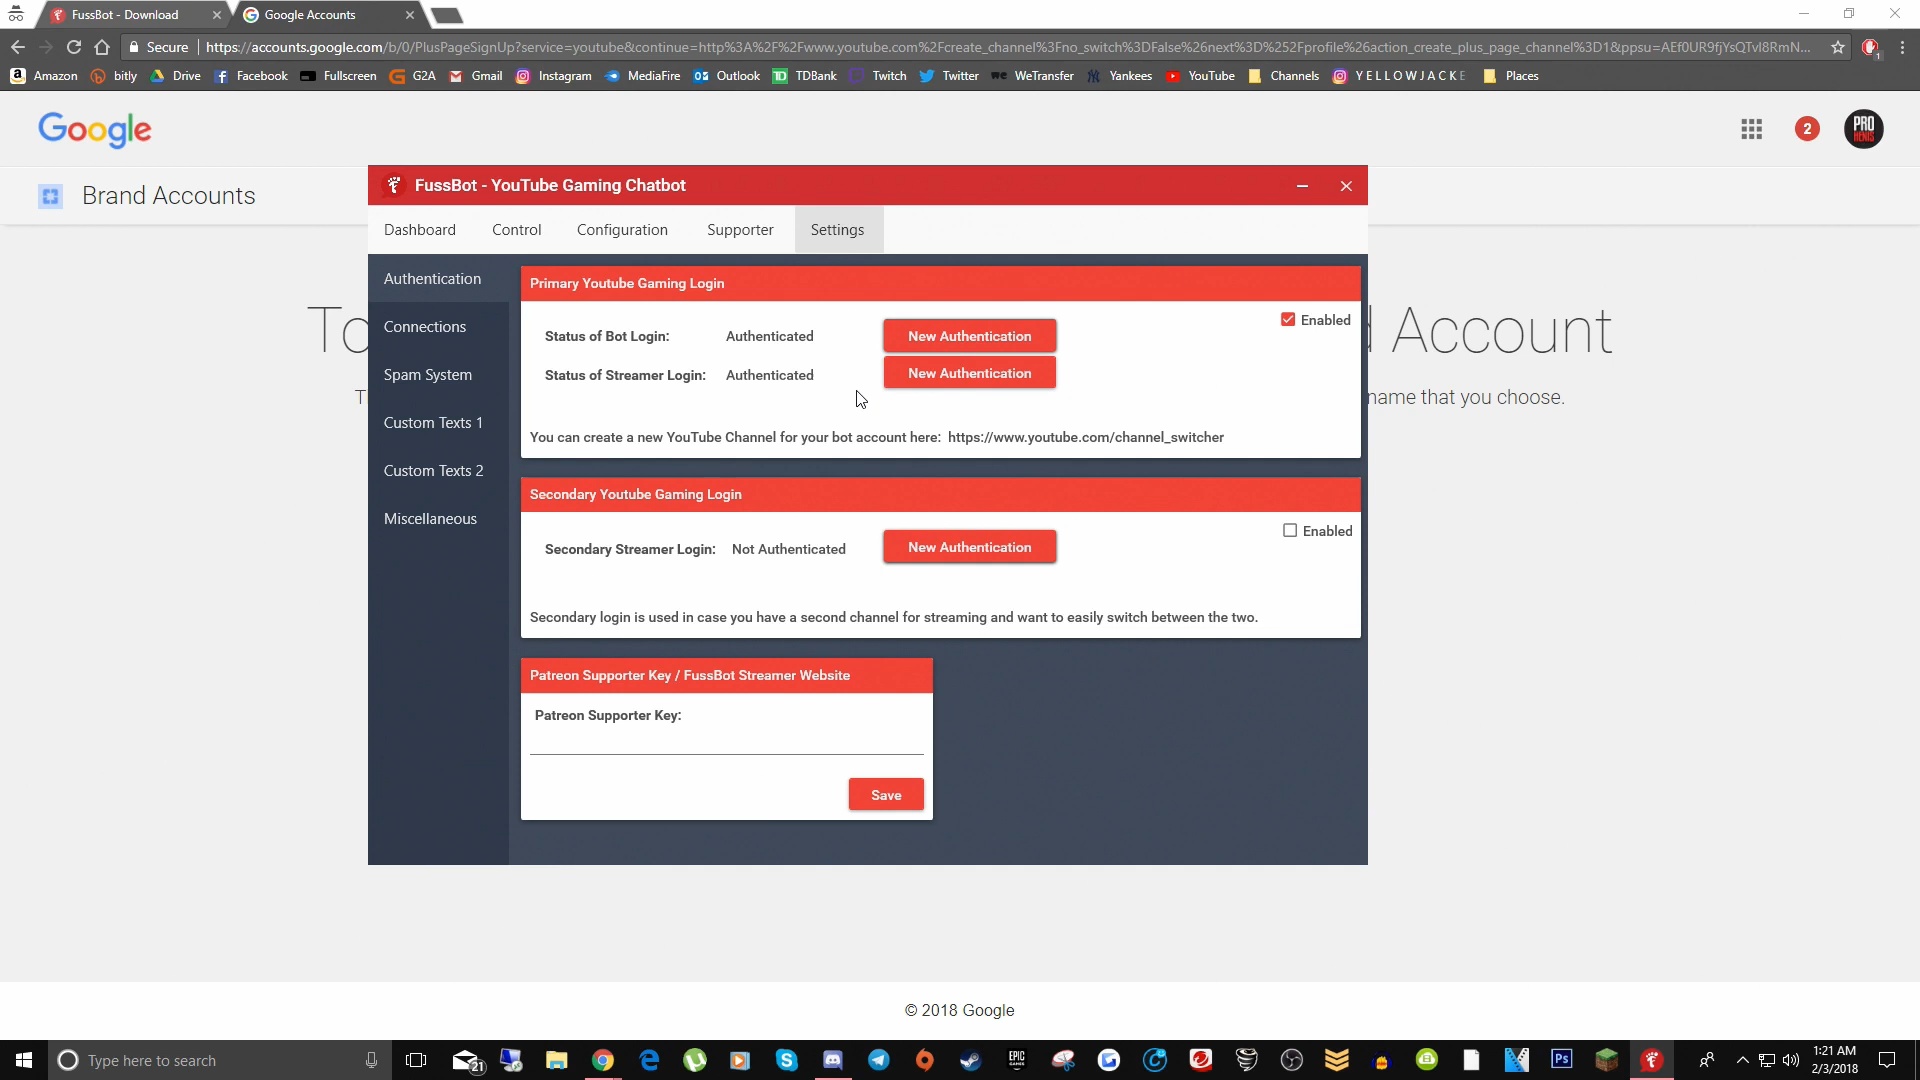 FussBot - Download
Google Accounts
Secure https://accounts.google.com/b/0/PlusPageSignUp?service=youtube&continue=http%3A%2F%2Fwww.youtube.com%2Fcreate_channel%3Fno_switch%3DFalse%26next%3D%252Fprofile%26action_create_plus_page_channel%3D1&ppsu=AEf0UR9fjYsQTvI8RmN...
1
Amazon bitly Drive Facebook Fullscreen G2A Gmail Instagram MediaFire Outlook TDBank Twitch Twitter WeTransfer Yankees YouTube Channels YELLOWJACKE Places
Google
2
PRO
HENIS
Brand Accounts
FussBot - YouTube Gaming Chatbot
Dashboard Control Configuration Supporter Settings
Authentication
Connections
Spam System
Custom Texts 1
Custom Texts 2
Miscellaneous
Primary Youtube Gaming Login
Enabled
Status of Bot Login: Authenticated New Authentication
Status of Streamer Login: Authenticated New Authentication
You can create a new YouTube Channel for your bot account here: https://www.youtube.com/channel_switcher
Secondary Youtube Gaming Login
Enabled
Secondary Streamer Login: Not Authenticated New Authentication
Secondary login is used in case you have a second channel for streaming and want to easily switch between the two.
Patreon Supporter Key / FussBot Streamer Website
Patreon Supporter Key:
Save
Account
name that you choose.
© 2018 Google
Type here to search
21
EPIC
GAMES
Ps
1:21 AM
2/3/2018